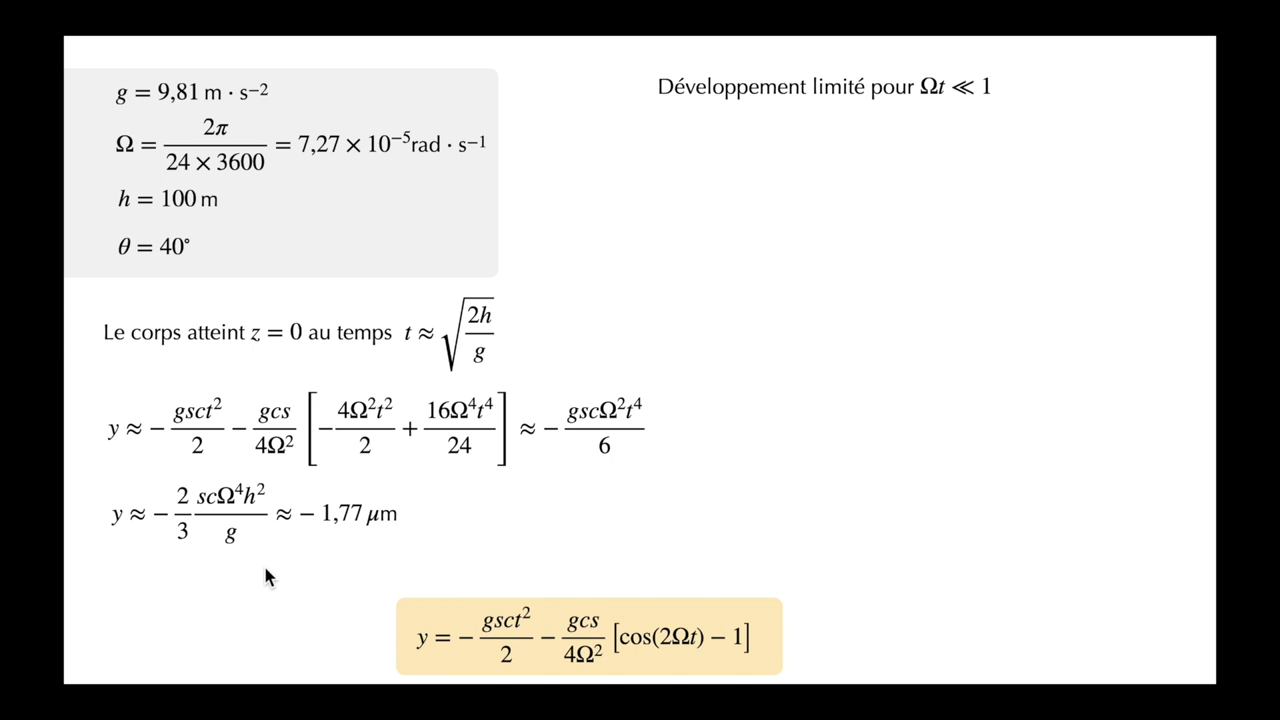 g = 9,81 m · s⁻²
Ω = 2π / (24 × 3600) = 7,27 × 10⁻⁵ rad · s⁻¹
h = 100 m
θ = 40°
Développement limité pour Ωt ≪ 1
Le corps atteint z = 0 au temps t ≈ √(2h / g)
y ≈ − gsct² / 2 − gcs / 4Ω² [− 4Ω²t² / 2 + 16Ω⁴t⁴ / 24] ≈ − gscΩ²t⁴ / 6
y ≈ − 2 / 3 scΩ⁴h² / g ≈ − 1,77 μm
y = − gsct² / 2 − gcs / 4Ω² [cos(2Ωt) − 1]